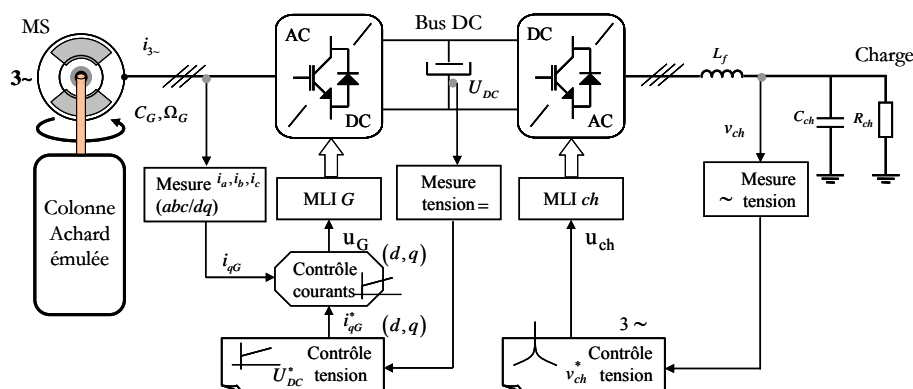 MS
3~
i3~
CG, ΩG
Colonne
Achard
émulée
AC
DC
Bus DC
UDC
DC
AC
Lf
Charge
vch
Cch
Rch
Mesure ia, ib, ic
(abc/dq)
MLI G
Mesure
tension =
MLI ch
Mesure
~ tension
iqG
uG
(d,q)
Contrôle
courants
uch
i*qG
(d,q)
Contrôle
U*DC tension
3 ~
Contrôle
v*ch tension